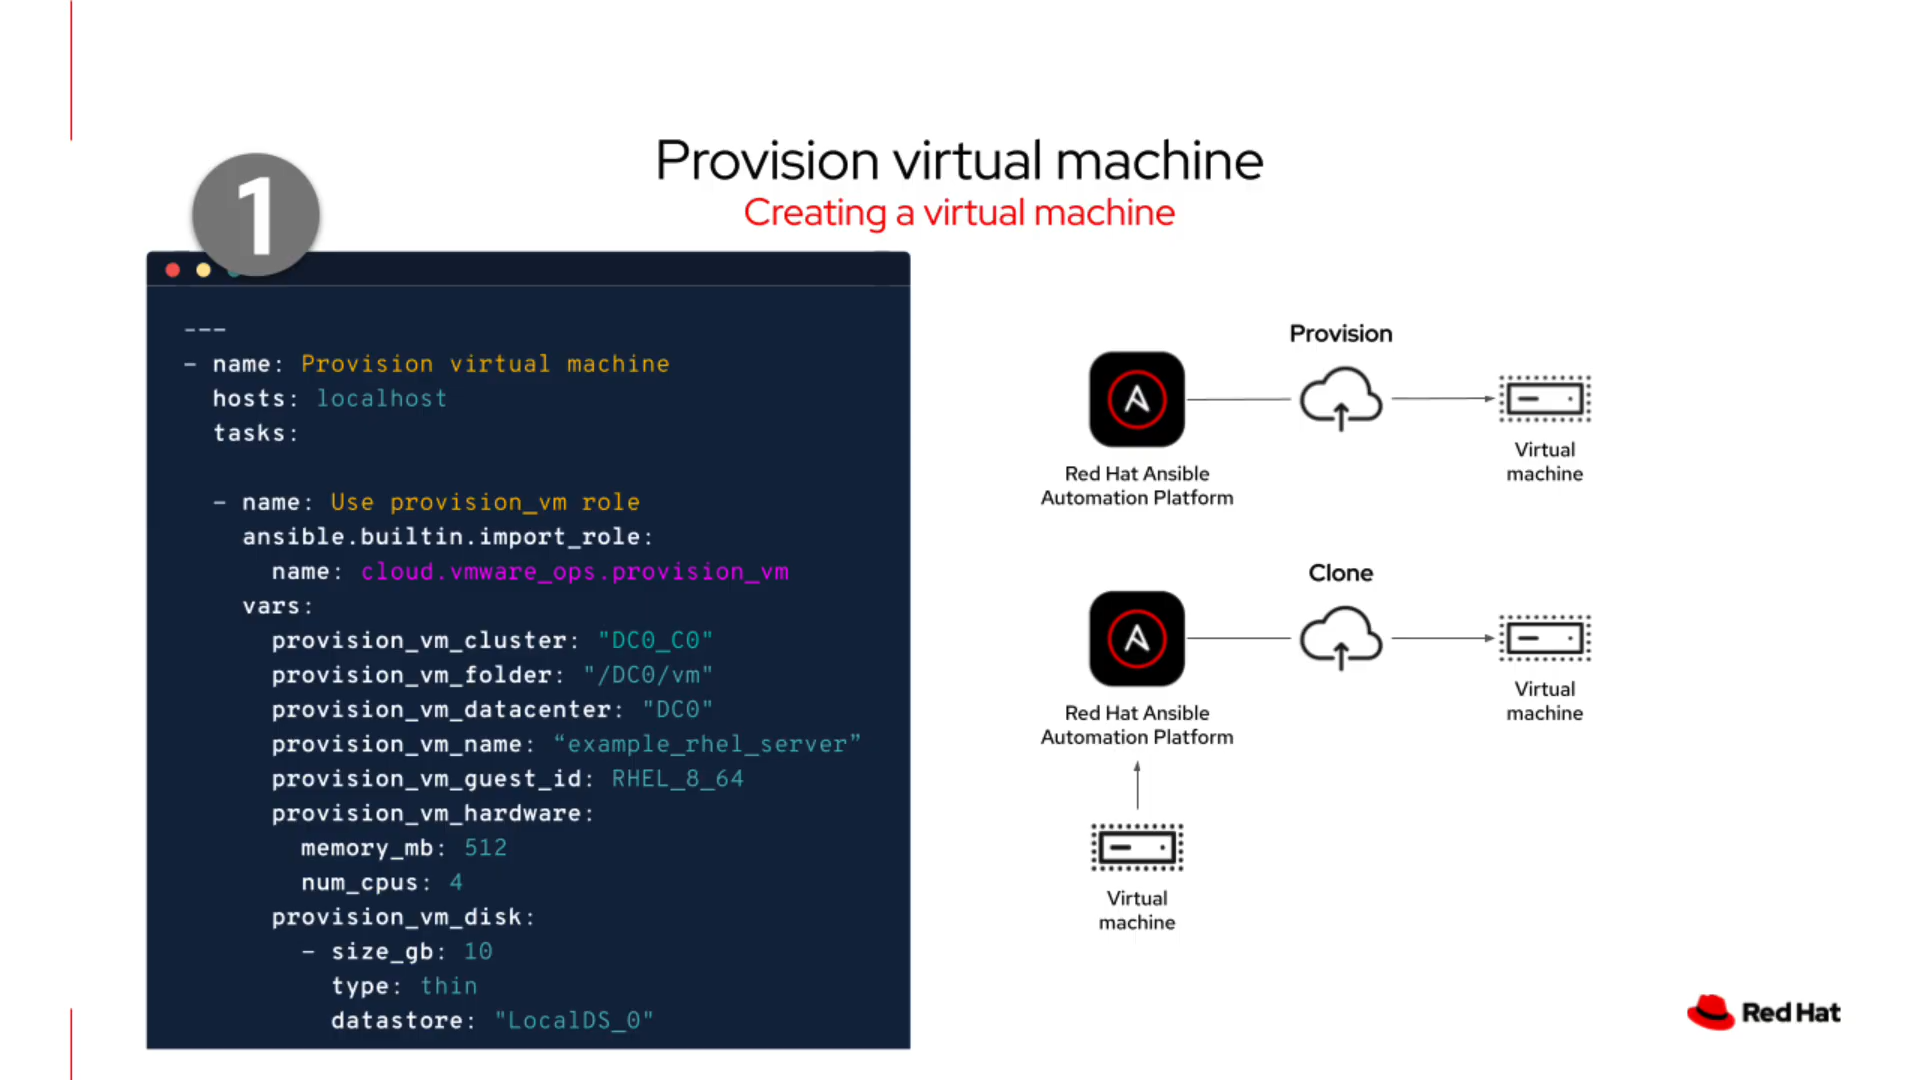 Provision virtual machine
Creating a virtual machine
1
---
- name: Provision virtual machine
hosts: localhost
tasks:
- name: Use provision_vm role
ansible.builtin.import_role:
name: cloud.vmware_ops.provision_vm
vars:
provision_vm_cluster: "DC0_C0"
provision_vm_folder: "/DC0/vm"
provision_vm_datacenter: "DC0"
provision_vm_name: “example_rhel_server”
provision_vm_guest_id: RHEL_8_64
provision_vm_hardware:
memory_mb: 512
num_cpus: 4
provision_vm_disk:
- size_gb: 10
type: thin
datastore: "LocalDS_0"
Provision
Red Hat Ansible
Automation Platform
Virtual
machine
Clone
Red Hat Ansible
Automation Platform
Virtual
machine
Virtual
machine
Red Hat